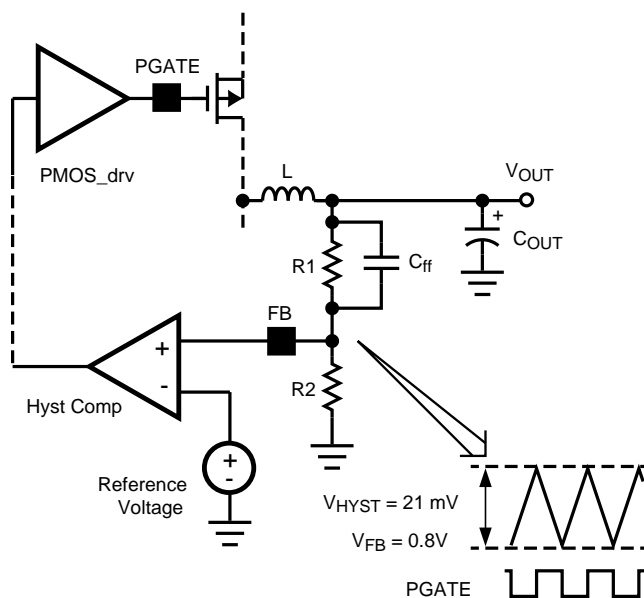 PGATE
PMOS_drv
L
VOUT
+
COUT
R1
Cff
FB
+
-
Hyst Comp
R2
+
-
Reference
Voltage
VHYST = 21 mV
VFB = 0.8V
PGATE